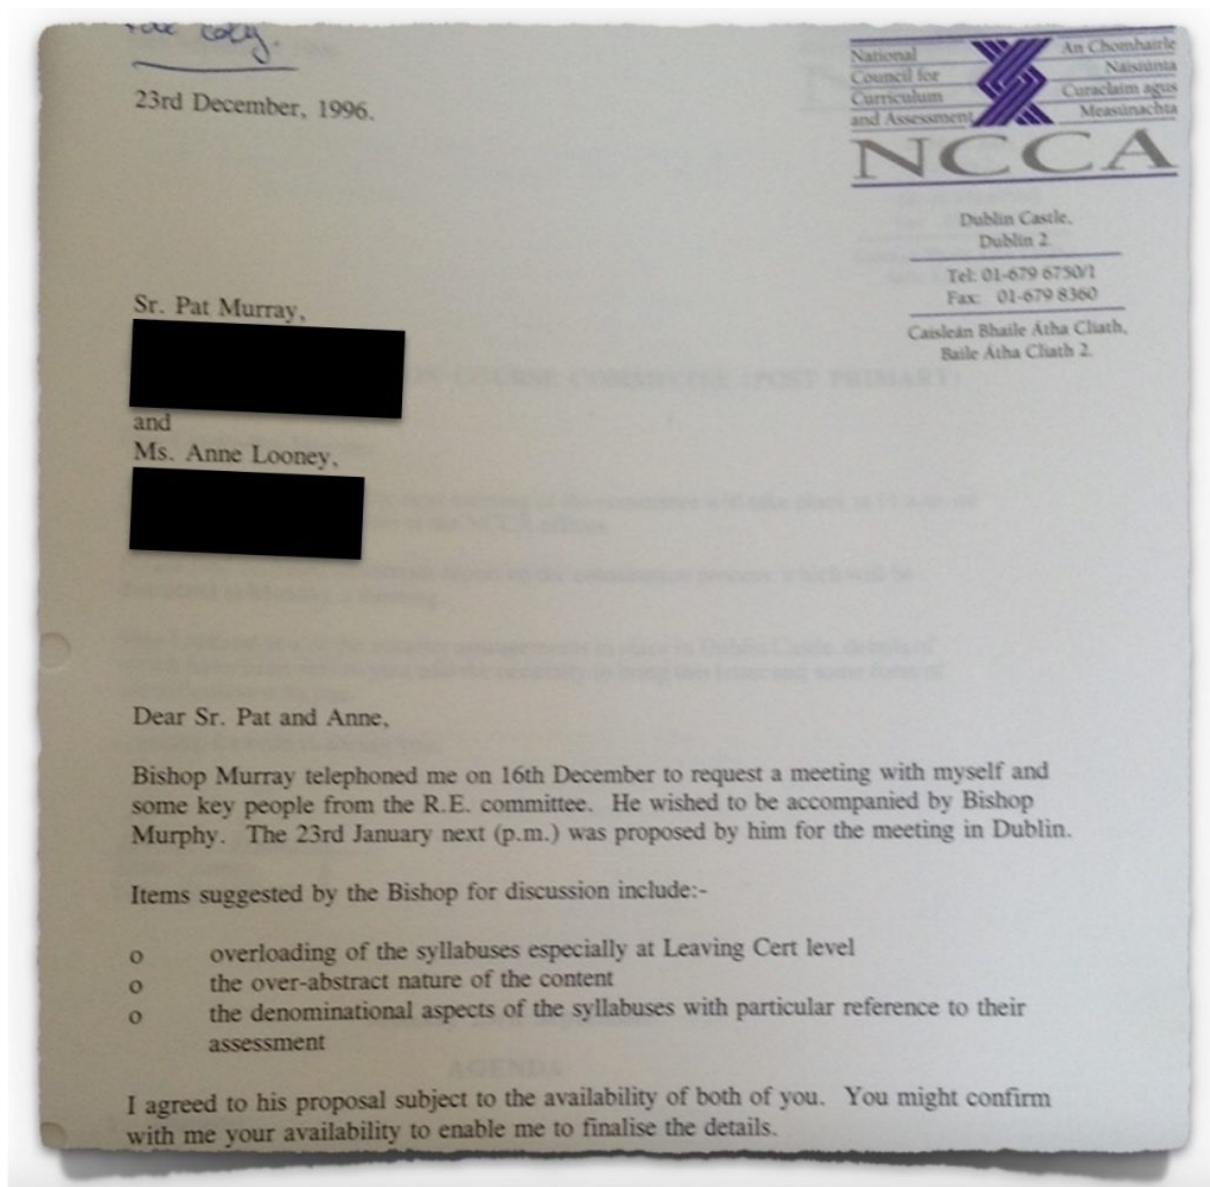 copy.
23rd December, 1996.
National
Council for
Curriculum
and Assessment
An Chomhairle
Naisiúnta
Curaclaim agus
Measúnachta
NCCA
Dublin Castle,
Dublin 2.
Tel: 01-679 6750/1
Fax: 01-679 8360
Caisleán Bhaile Átha Cliath,
Baile Átha Cliath 2.
Sr. Pat Murray,
and
Ms. Anne Looney,
COURSE COMMITTEE (POST PRIMARY)
Dear Sr. Pat and Anne,
Bishop Murray telephoned me on 16th December to request a meeting with myself and
some key people from the R.E. committee. He wished to be accompanied by Bishop
Murphy. The 23rd January next (p.m.) was proposed by him for the meeting in Dublin.
Items suggested by the Bishop for discussion include:-
o overloading of the syllabuses especially at Leaving Cert level
o the over-abstract nature of the content
o the denominational aspects of the syllabuses with particular reference to their
assessment
AGENDA
I agreed to his proposal subject to the availability of both of you. You might confirm
with me your availability to enable me to finalise the details.